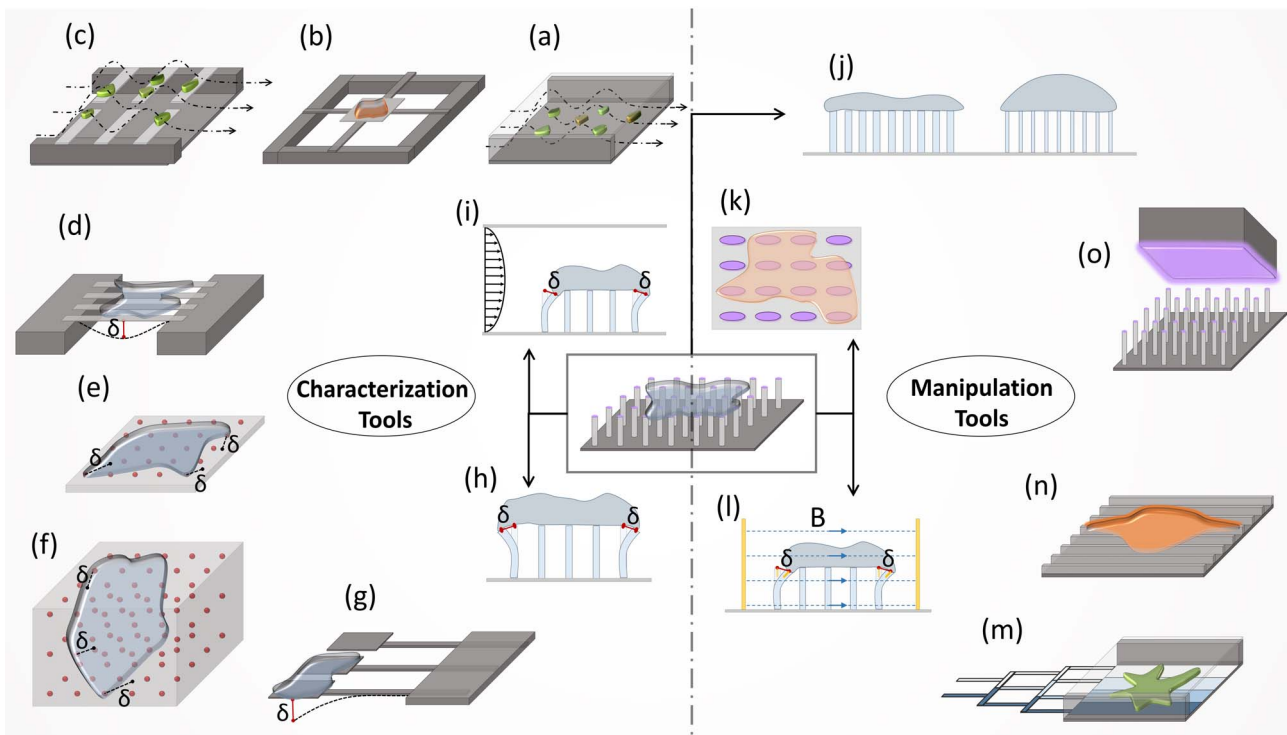 (c)
(b)
(a)
(j)
(d)
δ
(i)
δ
δ
(k)
(o)
Characterization
Tools
Manipulation
Tools
(e)
δ
δ
δ
(h)
δ
δ
(l)
B
δ
δ
(n)
(f)
δ
δ
δ
(g)
δ
(m)